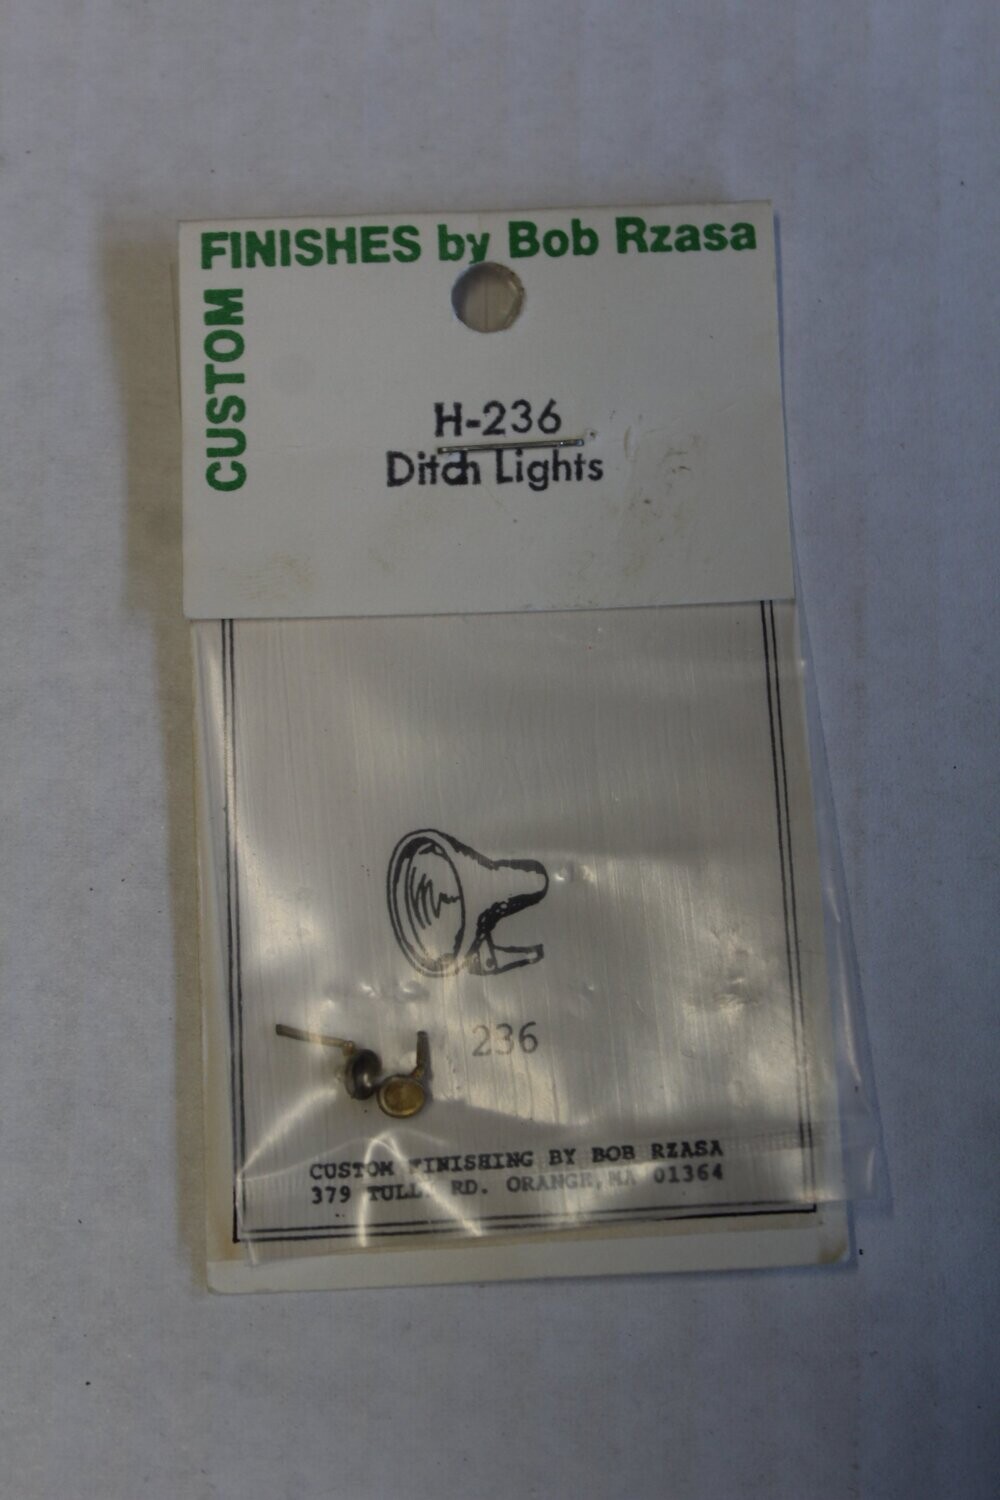 CUSTOM
FINISHES by Bob Rzasa
H-236
Ditch Lights
236
CUSTOM FINISHING BY BOB RZASA
379 TULLY RD. ORANGE, MA 01364